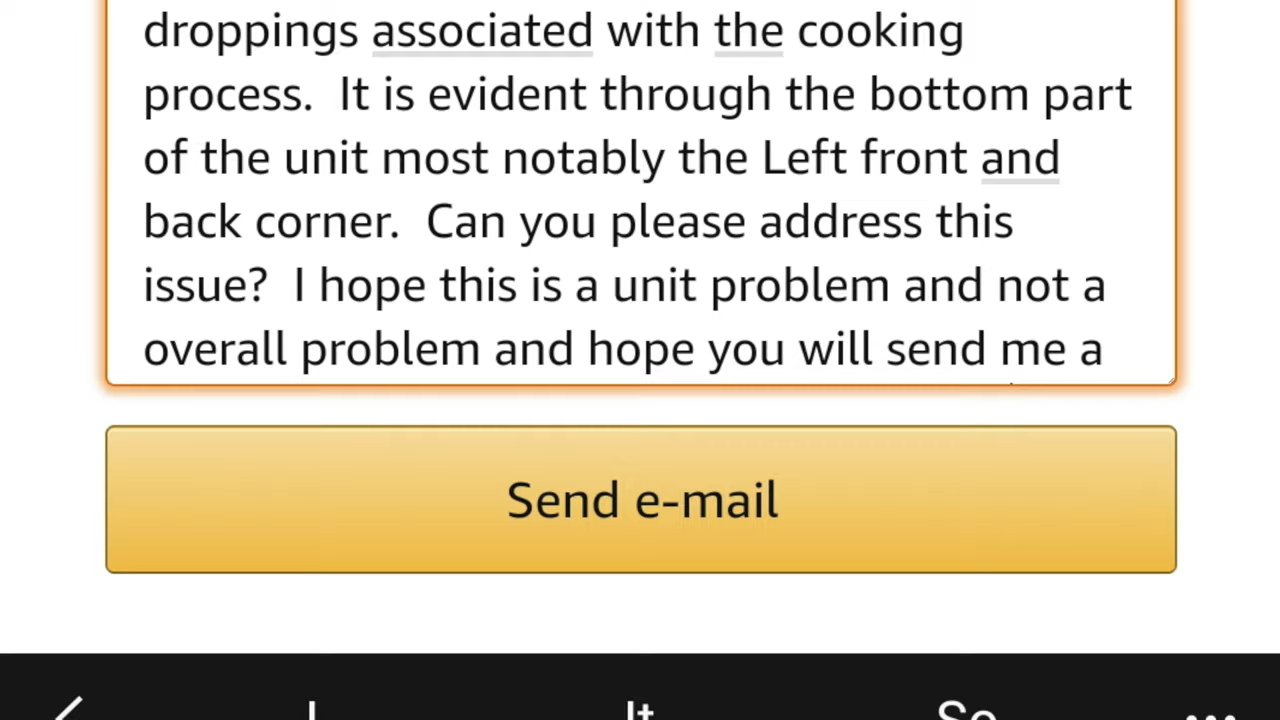 droppings associated with the cooking
process.  It is evident through the bottom part
of the unit most notably the Left front and
back corner.  Can you please address this
issue?  I hope this is a unit problem and not a
overall problem and hope you will send me a
Send e-mail
I It So